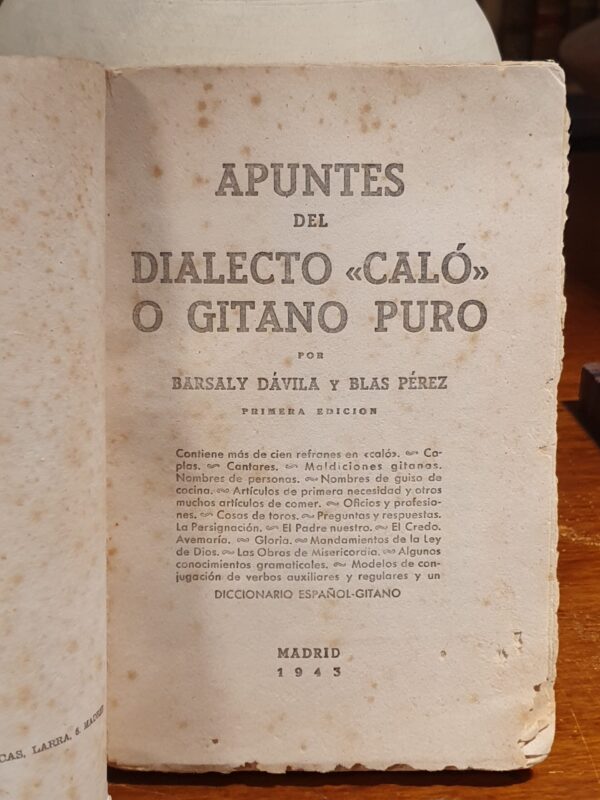 APUNTES
DEL
DIALECTO «CALÓ»
O GITANO PURO
POR
BARSALY DÁVILA Y BLAS PÉREZ
PRIMERA EDICION
Contiene más de cien refranes en «caló». ∾ Co-
plas. ∾ Cantares. ∾ Maldiciones gitanas.
Nombres de personas. ∾ Nombres de guiso de
cocina. ∾ Artículos de primera necesidad y otros
muchos artículos de comer. ∾ Oficios y profesio-
nes. ∾ Cosas de toros. ∾ Preguntas y respuestas.
La Persignación. ∾ El Padre nuestro. ∾ El Credo.
Avemaría. ∾ Gloria. ∾ Mandamientos de la Ley
de Dios. ∾ Las Obras de Misericordia. ∾ Algunos
conocimientos gramaticales. ∾ Modelos de con-
jugación de verbos auxiliares y regulares y un
DICCIONARIO ESPAÑOL-GITANO
MADRID
1943
CAS, LARRA, 6. MADRID